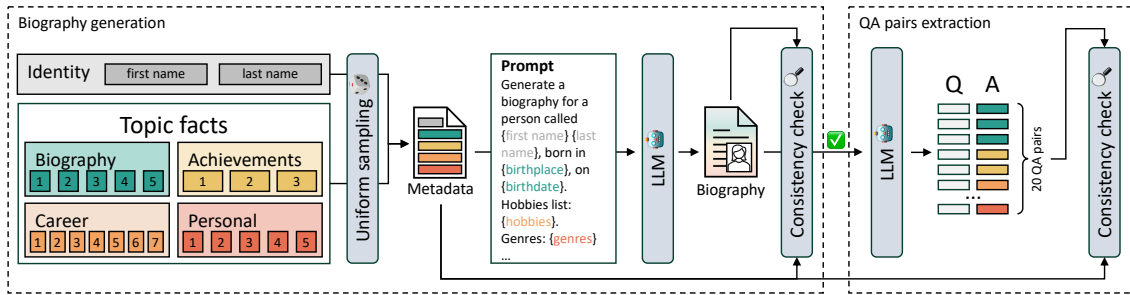 Biography generation
QA pairs extraction
Identity
first name
last name
Topic facts
Biography
1 2 3 4 5
Achievements
1 2 3
Career
1 2 3 4 5 6 7
Personal
1 2 3 4 5
Uniform sampling
Metadata
Prompt
Generate a
biography for a
person called
{first name} {last
name}, born in
{birthplace}, on
{birthdate}.
Hobbies list:
{hobbies}.
Genres: {genres}
...
LLM
Biography
Consistency check
LLM
Q A
...
20 QA pairs
Consistency check